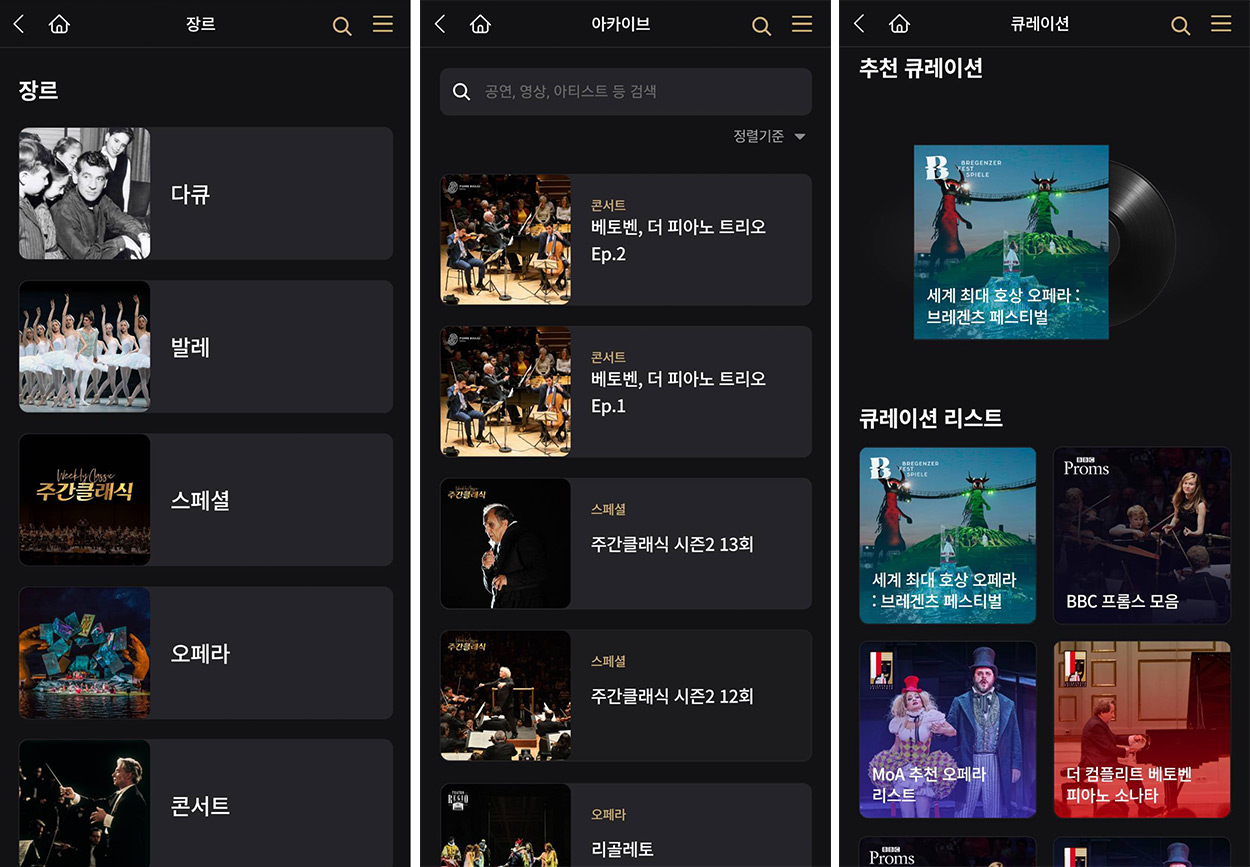 장르
장르
다큐
발레
Weekly Classic
주간클래식
스페셜
오페라
콘서트
아카이브
공연, 영상, 아티스트 등 검색
정렬기준
콘서트
베토벤, 더 피아노 트리오
Ep.2
콘서트
베토벤, 더 피아노 트리오
Ep.1
주간클래식
스페셜
주간클래식 시즌2 13회
주간클래식
스페셜
주간클래식 시즌2 12회
TEATRO
REGIO
오페라
리골레토
큐레이션
추천 큐레이션
B BREGENZER
FEST
SPIELE
세계 최대 호상 오페라 :
브레겐츠 페스티벌
큐레이션 리스트
B BREGENZER
FEST
SPIELE
세계 최대 호상 오페라
: 브레겐츠 페스티벌
BBC
Proms
BBC 프롬스 모음
MoA 추천 오페라
리스트
더 컴플리트 베토벤
피아노 소나타
BBC
Proms